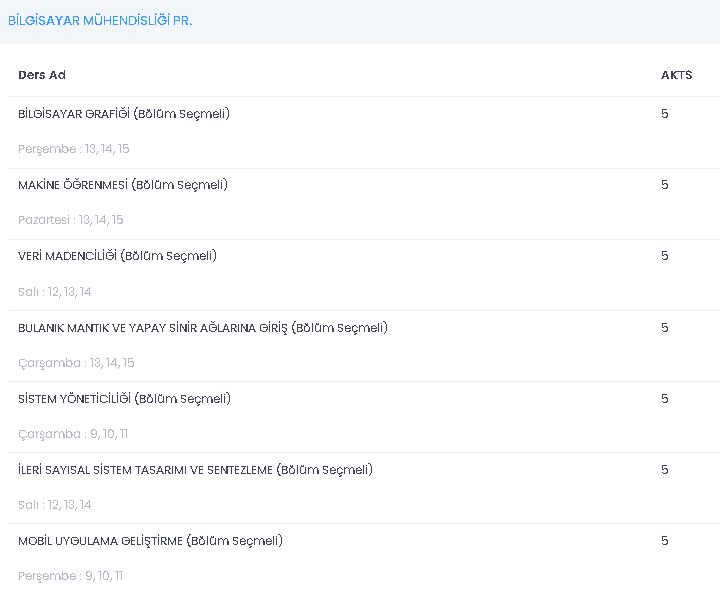 BİLGİSAYAR MÜHENDİSLİĞİ PR.
Ders Ad AKTS
BİLGİSAYAR GRAFİĞİ (Bölüm Seçmeli) 5
Perşembe : 13, 14, 15
MAKİNE ÖĞRENMESİ (Bölüm Seçmeli) 5
Pazartesi : 13, 14, 15
VERİ MADENCİLİĞİ (Bölüm Seçmeli) 5
Salı : 12, 13, 14
BULANIK MANTIK VE YAPAY SİNİR AĞLARINA GİRİŞ (Bölüm Seçmeli) 5
Çarşamba : 13, 14, 15
SİSTEM YÖNETİCİLİĞİ (Bölüm Seçmeli) 5
Çarşamba : 9, 10, 11
İLERİ SAYISAL SİSTEM TASARIMI VE SENTEZLEME (Bölüm Seçmeli) 5
Salı : 12, 13, 14
MOBİL UYGULAMA GELİŞTİRME (Bölüm Seçmeli) 5
Perşembe : 9, 10, 11